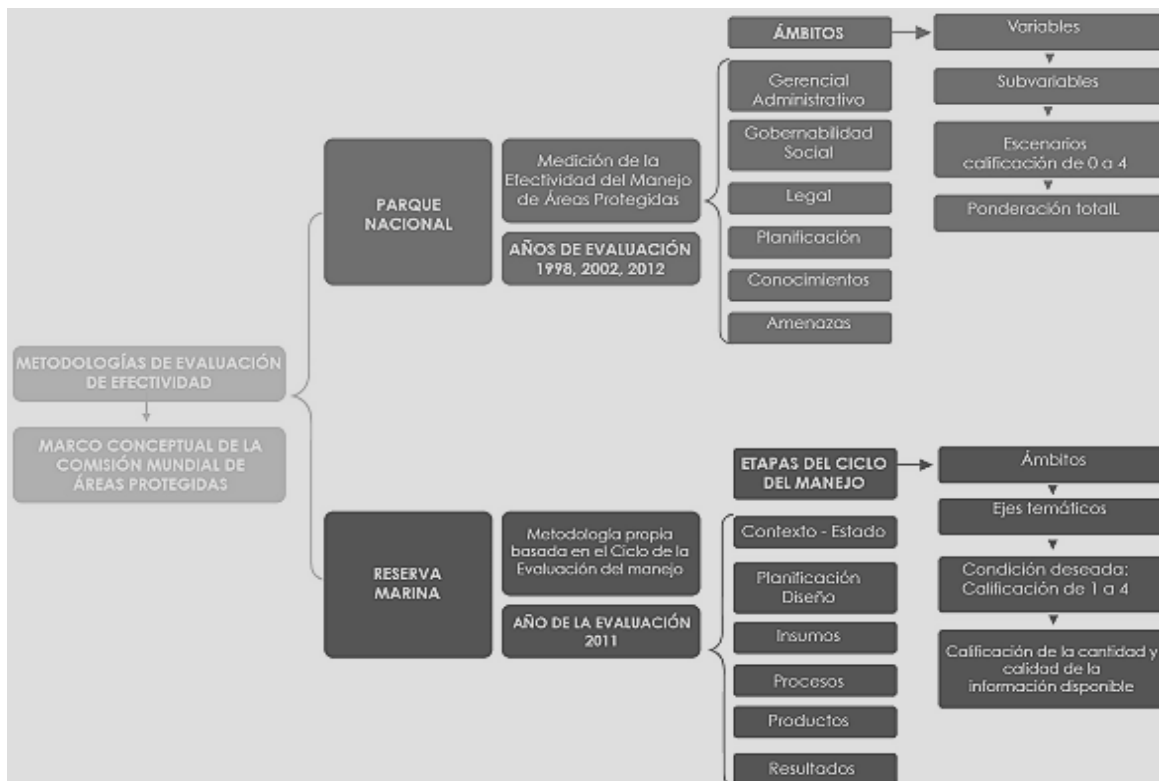 METODOLOGÍAS DE EVALUACIÓN
DE EFECTIVIDAD
MARCO CONCEPTUAL DE LA
COMISIÓN MUNDIAL DE
ÁREAS PROTEGIDAS
PARQUE
NACIONAL
Medición de la
Efectividad del Manejo
de Áreas Protegidas
AÑOS DE EVALUACIÓN
1998, 2002, 2012
ÁMBITOS
Gerencial
Administrativo
Gobernabilidad
Social
Legal
Planificación
Conocimientos
Amenazas
Variables
Subvariables
Escenarios
calificación de 0 a 4
Ponderación totalL
RESERVA
MARINA
Metodología propia
basada en el Ciclo de la
Evaluación del manejo
AÑO DE LA EVALUACIÓN
2011
ETAPAS DEL CICLO
DEL MANEJO
Contexto - Estado
Planificación
Diseño
Insumos
Procesos
Productos
Resultados
Ámbitos
Ejes temáticos
Condición deseada:
Calificación de 1 a 4
Calificación de la cantidad y
calidad de la
información disponible